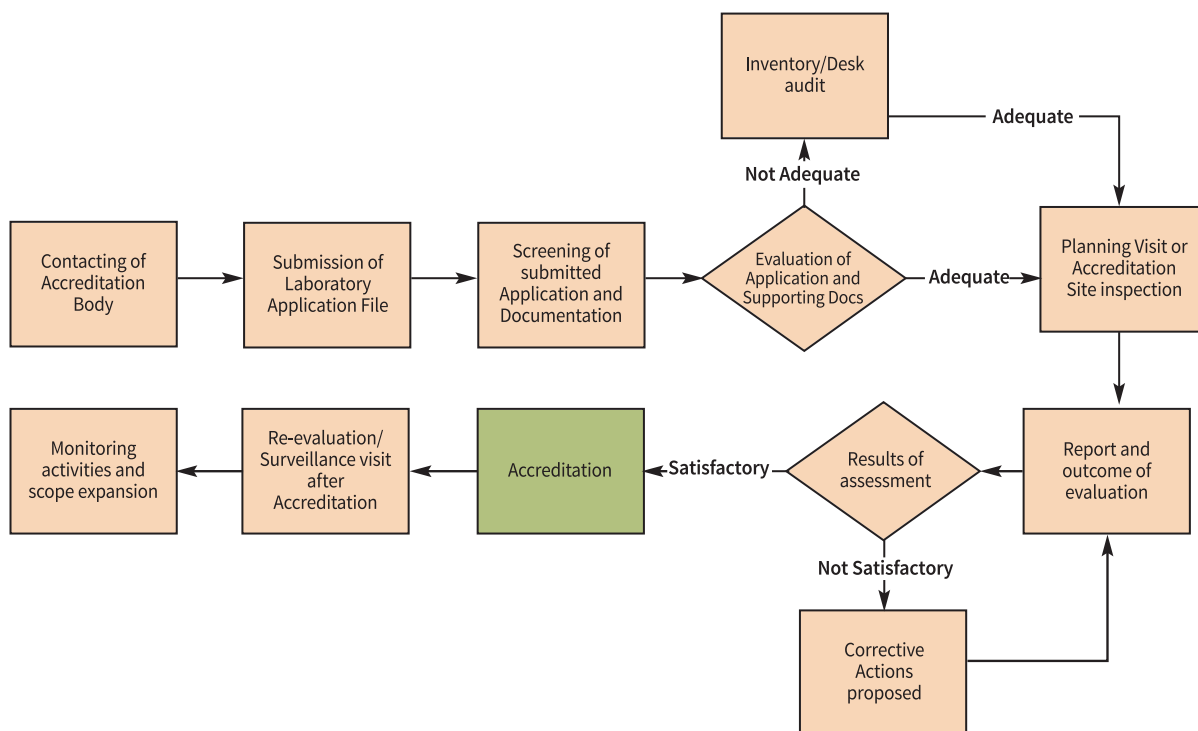 Inventory/Desk
audit
Adequate
Not Adequate
Contacting of
Accreditation
Body
Submission of
Laboratory
Application File
Screening of
submitted
Application and
Documentation
Evaluation of
Application and
Supporting Docs
Adequate
Planning Visit or
Accreditation
Site inspection
Monitoring
activities and
scope expansion
Re-evaluation/
Surveillance visit
after
Accreditation
Accreditation
Satisfactory
Results of
assessment
Report and
outcome of
evaluation
Not Satisfactory
Corrective
Actions
proposed